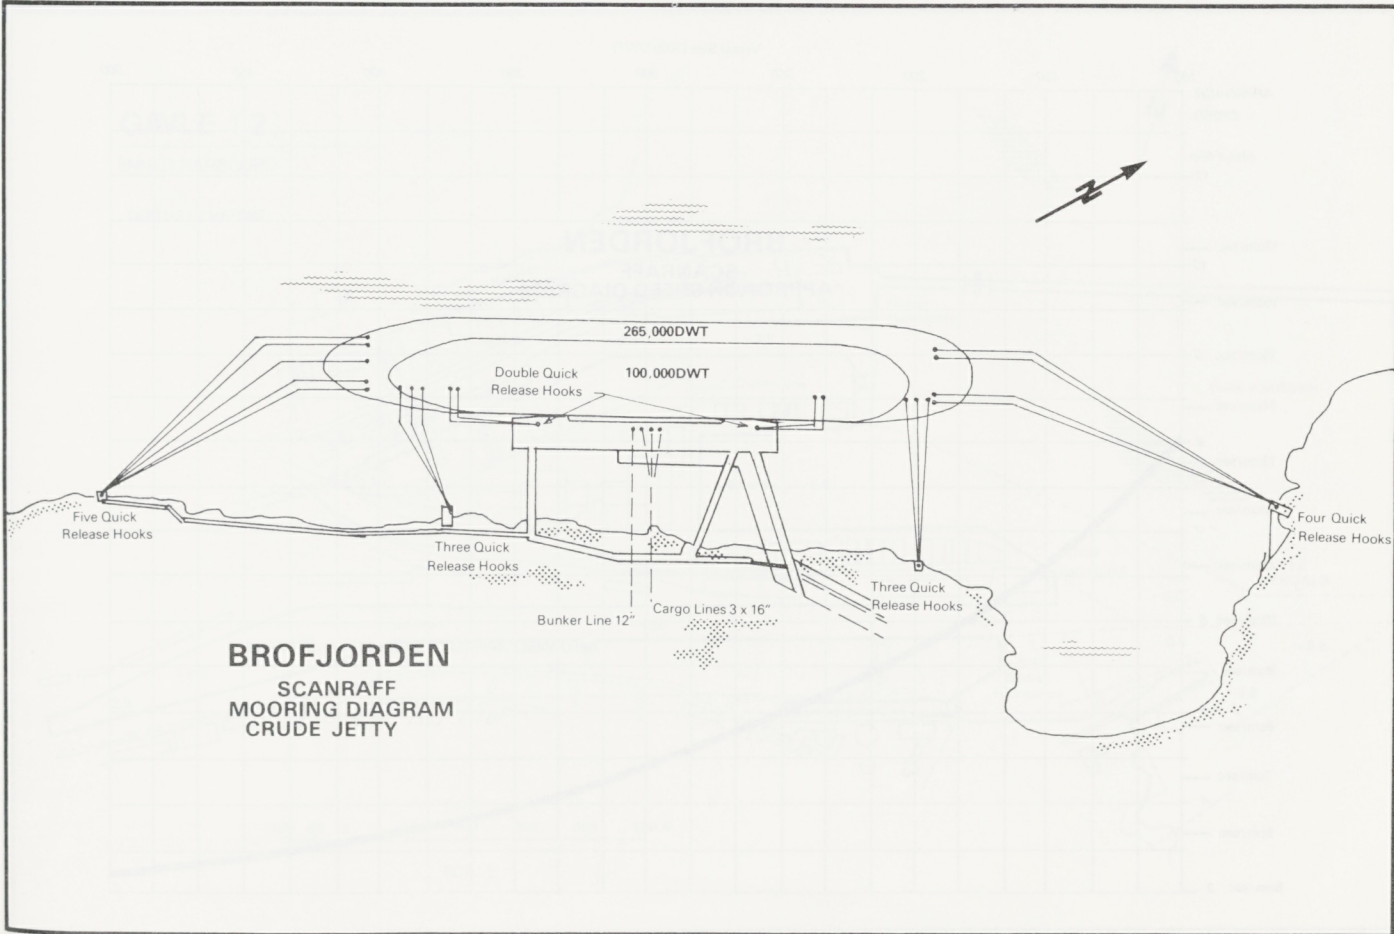 N
265,000DWT
100,000DWT
Double Quick
Release Hooks
Five Quick
Release Hooks
Three Quick
Release Hooks
Four Quick
Release Hooks
Three Quick
Release Hooks
Bunker Line 12"
Cargo Lines 3 x 16"
BROFJORDEN
SCANRAFF
MOORING DIAGRAM
CRUDE JETTY